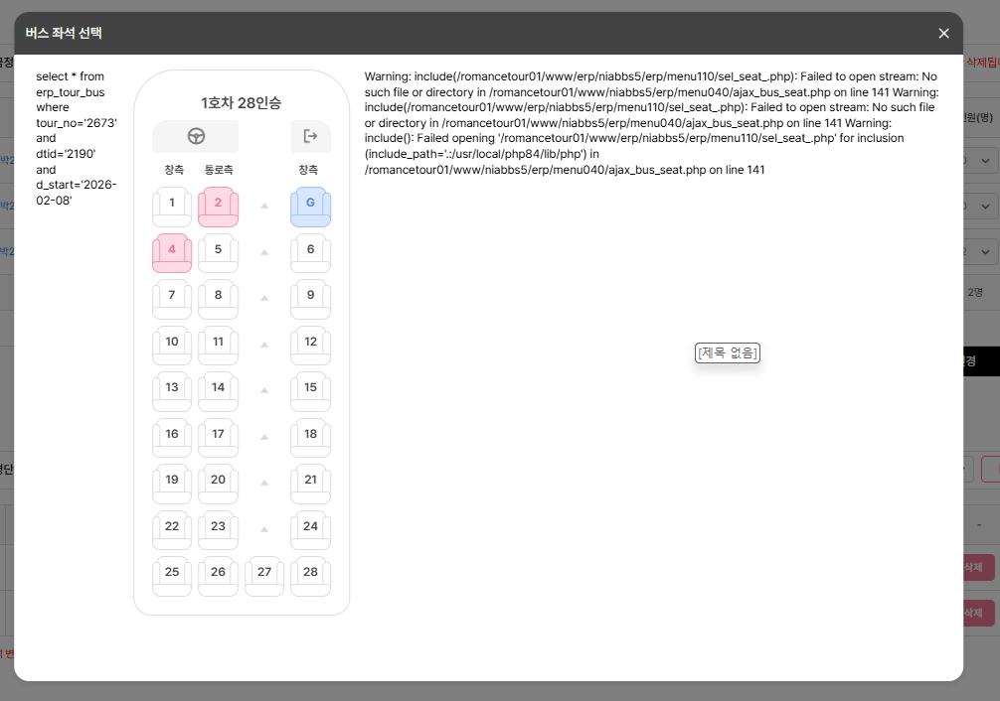 버스 좌석 선택
select * from
erp_tour_bus
where
tour_no='2673'
and
dtid='2190'
and
d_start='2026-
02-08'
1호차 28인승
창측 통로측 창측
1 2 G
4 5 6
7 8 9
10 11 12
13 14 15
16 17 18
19 20 21
22 23 24
25 26 27 28
Warning: include(/romancetour01/www/erp/niabbs5/erp/menu110/sel_seat_.php): Failed to open stream: No
such file or directory in /romancetour01/www/niabbs5/erp/menu040/ajax_bus_seat.php on line 141 Warning:
include(/romancetour01/www/erp/niabbs5/erp/menu110/sel_seat_.php): Failed to open stream: No such file
or directory in /romancetour01/www/niabbs5/erp/menu040/ajax_bus_seat.php on line 141 Warning:
include(): Failed opening '/romancetour01/www/erp/niabbs5/erp/menu110/sel_seat_.php' for inclusion
(include_path='.:/usr/local/php84/lib/php') in
/romancetour01/www/niabbs5/erp/menu040/ajax_bus_seat.php on line 141
[제목 없음]
2명
-
삭제
삭제